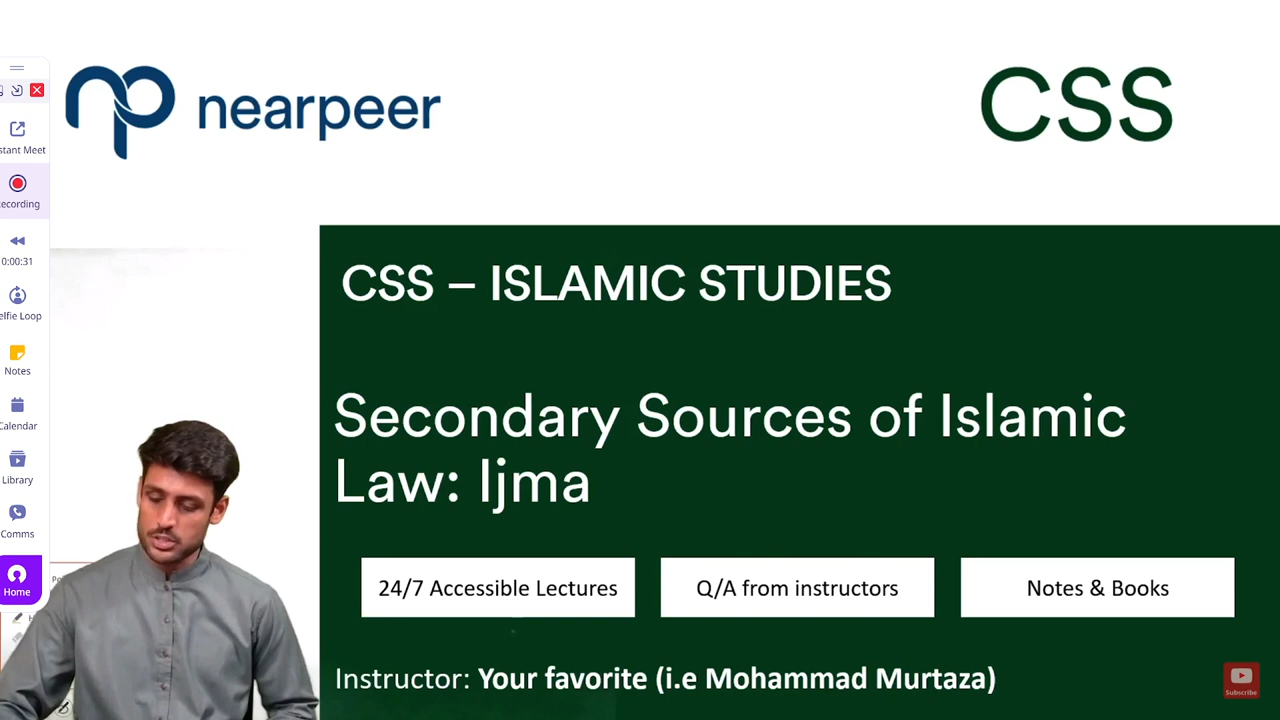 nearpeer
CSS
stant Meet
ecording
0:00:31
elfie Loop
Notes
Calendar
Library
Comms
Home
CSS – ISLAMIC STUDIES
Secondary Sources of Islamic
Law: Ijma
24/7 Accessible Lectures
Q/A from instructors
Notes & Books
Instructor: Your favorite (i.e Mohammad Murtaza)
Subscribe